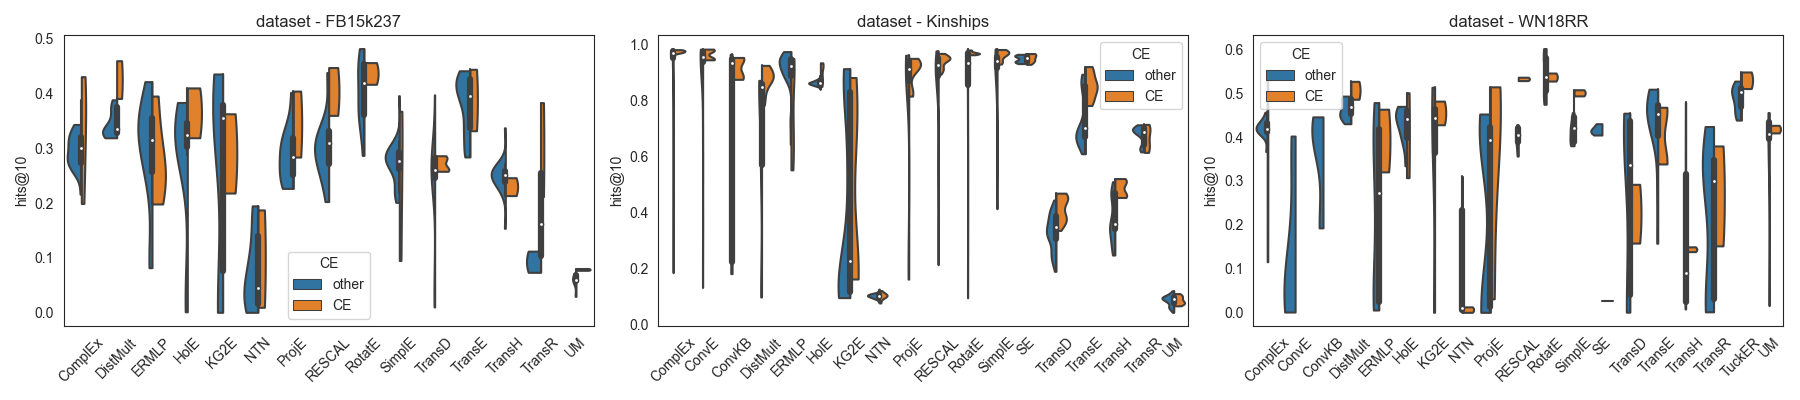 dataset - FB15k237
hits@10
0.5
0.4
0.3
0.2
0.1
0.0
CE
other
CE
ComplEx
DistMult
ERMLP
HolE
KG2E
NTN
ProjE
RESCAL
RotatE
SimplE
TransD
TransE
TransH
TransR
UM
dataset - Kinships
hits@10
1.0
0.8
0.6
0.4
0.2
0.0
CE
other
CE
ComplEx
ConvE
ConvKB
DistMult
ERMLP
HolE
KG2E
NTN
ProjE
RESCAL
RotatE
SimplE
SE
TransD
TransE
TransH
TransR
UM
dataset - WN18RR
hits@10
0.6
0.5
0.4
0.3
0.2
0.1
0.0
CE
other
CE
ComplEx
ConvE
ConvKB
DistMult
ERMLP
HolE
KG2E
NTN
ProjE
RESCAL
RotatE
SimplE
SE
TransD
TransE
TransH
TransR
TuckER
UM